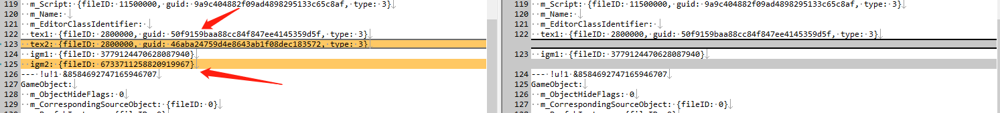 119 m_Script: {fileID: 11500000, guid: 9a9c404882f09ad4898295133c65c8af, type: 3}
120 m_Name:
121 m_EditorClassIdentifier:
122 tex1: {fileID: 2800000, guid: 50f9159baa88cc84f847ee4145359d5f, type: 3}
123 tex2: {fileID: 2800000, guid: 46aba24759d4e8643ab1f08dec183572, type: 3}
124 igm1: {fileID: 3779124470628087940}
125 igm2: {fileID: 6733711258820919967}
126 --- !u!1 &8584692747165946707
127 GameObject:
128 m_ObjectHideFlags: 0
129 m_CorrespondingSourceObject: {fileID: 0}
119 m_Script: {fileID: 11500000, guid: 9a9c404882f09ad4898295133c65c8af, type: 3}
120 m_Name:
121 m_EditorClassIdentifier:
122 tex1: {fileID: 2800000, guid: 50f9159baa88cc84f847ee4145359d5f, type: 3}
123 igm1: {fileID: 3779124470628087940}
124 --- !u!1 &8584692747165946707
125 GameObject:
126 m_ObjectHideFlags: 0
127 m_CorrespondingSourceObject: {fileID: 0}